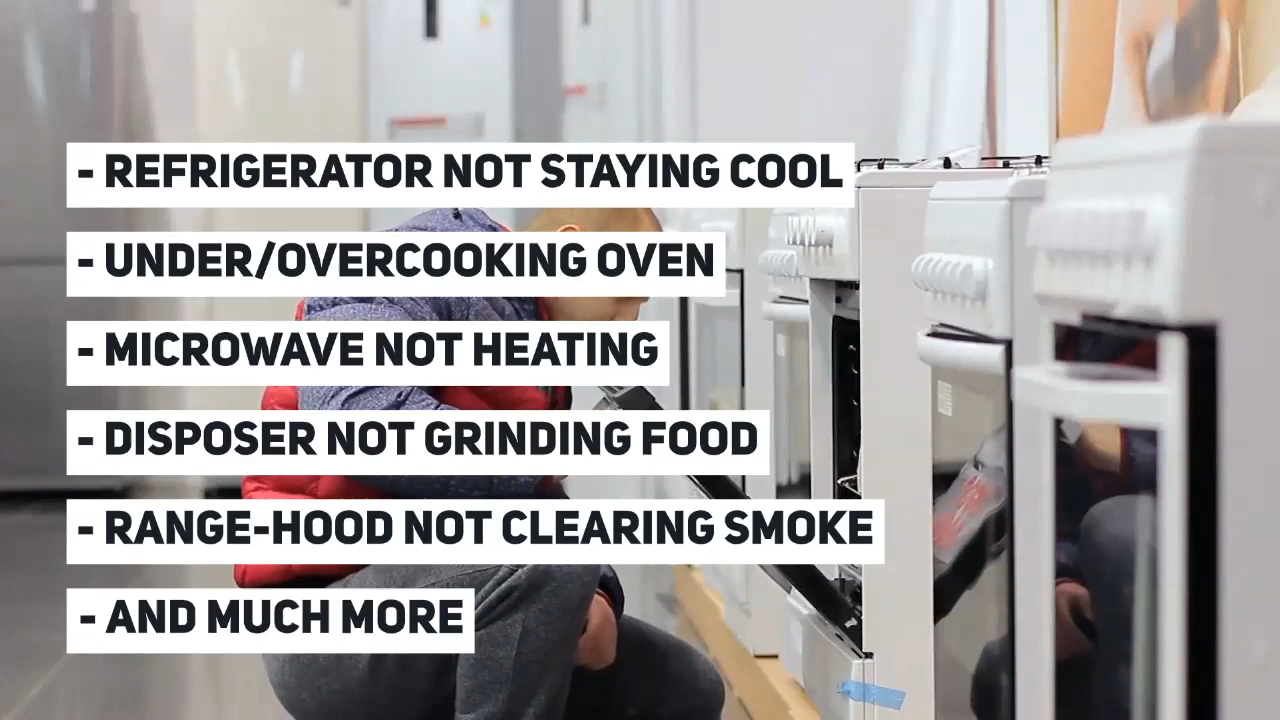 - REFRIGERATOR NOT STAYING COOL
- UNDER/OVERCOOKING OVEN
- MICROWAVE NOT HEATING
- DISPOSER NOT GRINDING FOOD
- RANGE-HOOD NOT CLEARING SMOKE
- AND MUCH MORE